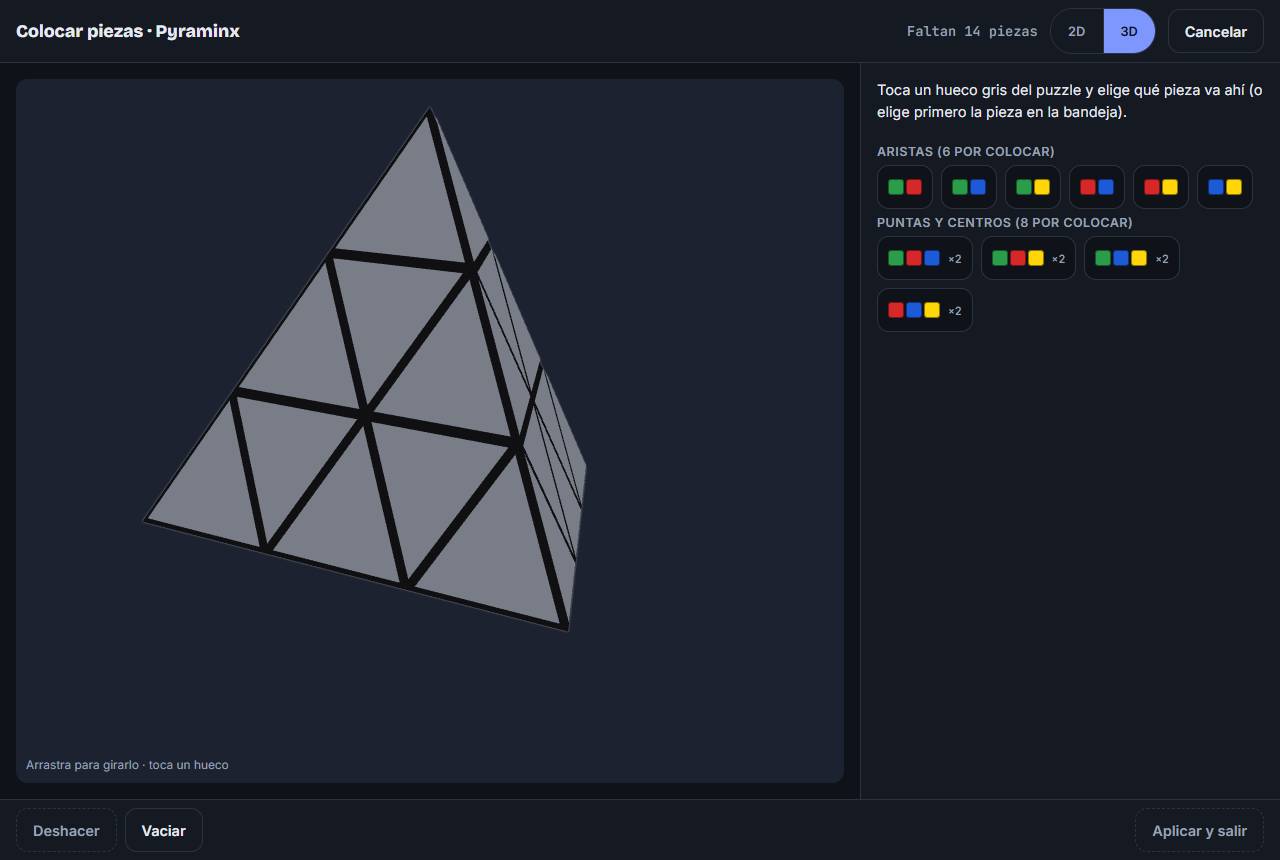 Colocar piezas · Pyraminx
Faltan 14 piezas
2D
3D
Cancelar
Toca un hueco gris del puzzle y elige qué pieza va ahí (o
elige primero la pieza en la bandeja).
ARISTAS (6 POR COLOCAR)
PUNTAS Y CENTROS (8 POR COLOCAR)
×2
×2
×2
×2
Arrastra para girarlo · toca un hueco
Deshacer
Vaciar
Aplicar y salir